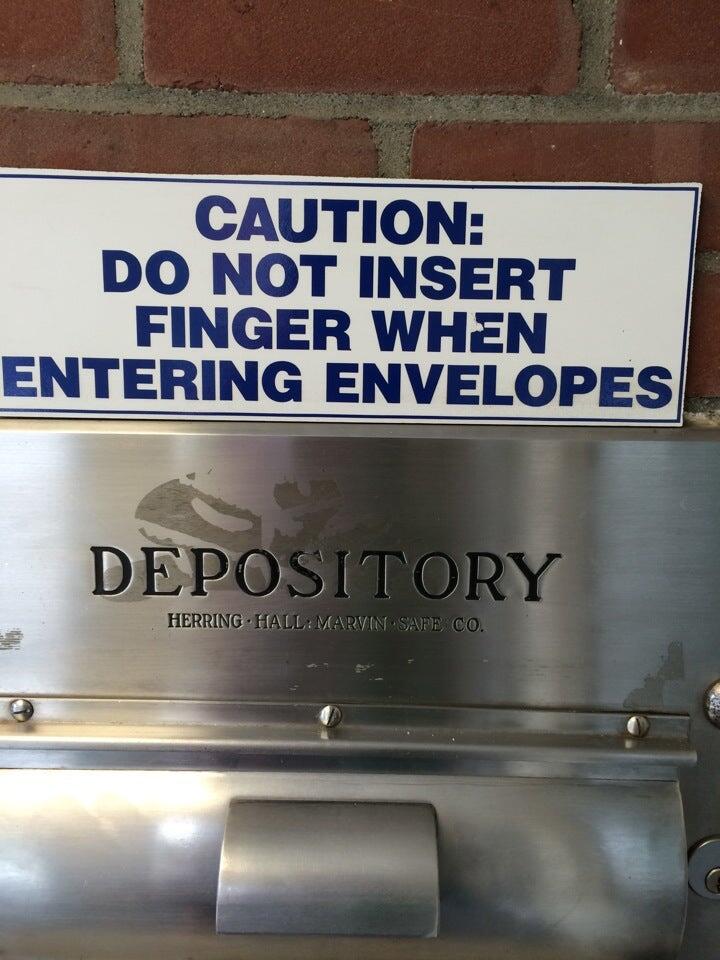 CAUTION:
DO NOT INSERT
FINGER WHEN
ENTERING ENVELOPES
DEPOSITORY
HERRING · HALL : MARVIN · SAFE CO.